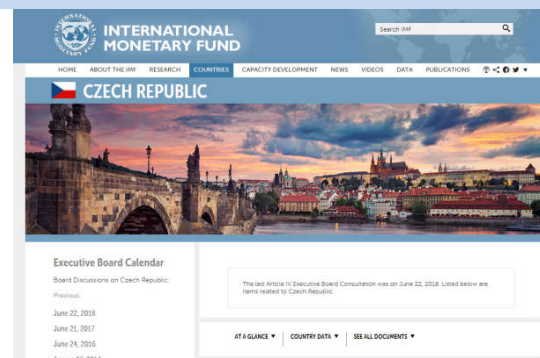 INTERNATIONAL
MONETARY FUND
Search IMF
HOME ABOUT THE IMF RESEARCH COUNTRIES CAPACITY DEVELOPMENT NEWS VIDEOS DATA PUBLICATIONS
CZECH REPUBLIC
Executive Board Calendar
Board Discussions on Czech Republic:
Previous:
June 22, 2018
June 21, 2017
June 24, 2016
The last Article IV Executive Board Consultation was on June 22, 2018. Listed below are
items related to Czech Republic.
AT A GLANCE COUNTRY DATA SEE ALL DOCUMENTS